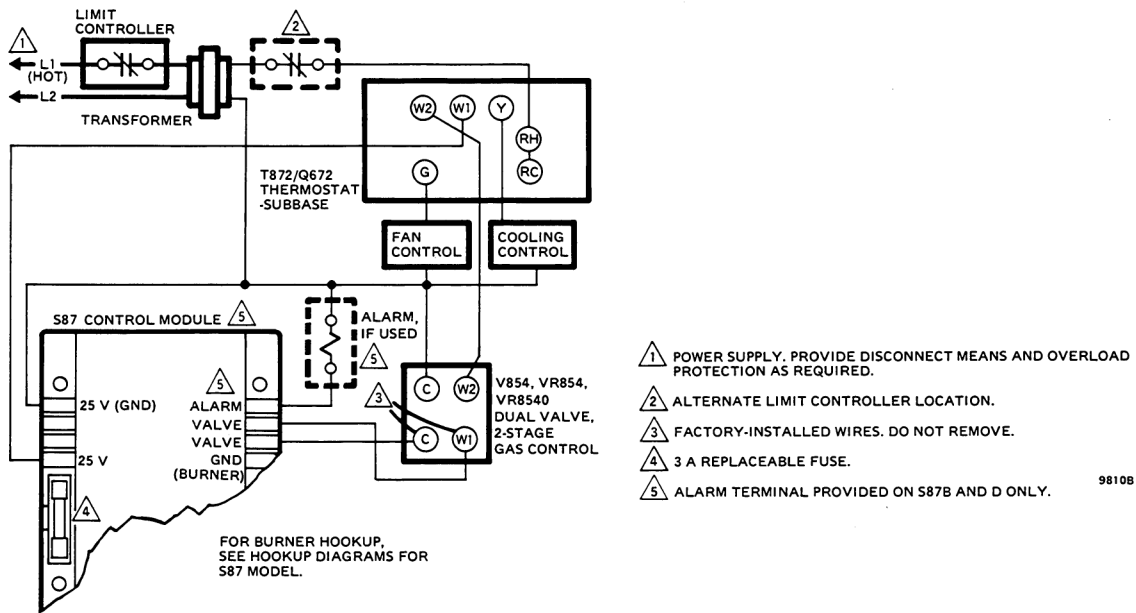 LIMIT
CONTROLLER
1
L1
(HOT)
L2
TRANSFORMER
2
W2 W1 Y
RH
RC
G
T872/Q672
THERMOSTAT
-SUBBASE
FAN
CONTROL
COOLING
CONTROL
S87 CONTROL MODULE 5
ALARM,
IF USED
5
25 V (GND)
25 V
5
ALARM
VALVE
VALVE
GND
(BURNER)
4
3
C W2
C W1
V854, VR854,
VR8540
DUAL VALVE,
2-STAGE
GAS CONTROL
FOR BURNER HOOKUP,
SEE HOOKUP DIAGRAMS FOR
S87 MODEL.
1 POWER SUPPLY. PROVIDE DISCONNECT MEANS AND OVERLOAD
PROTECTION AS REQUIRED.
2 ALTERNATE LIMIT CONTROLLER LOCATION.
3 FACTORY-INSTALLED WIRES. DO NOT REMOVE.
4 3 A REPLACEABLE FUSE.
5 ALARM TERMINAL PROVIDED ON S87B AND D ONLY.
9810B